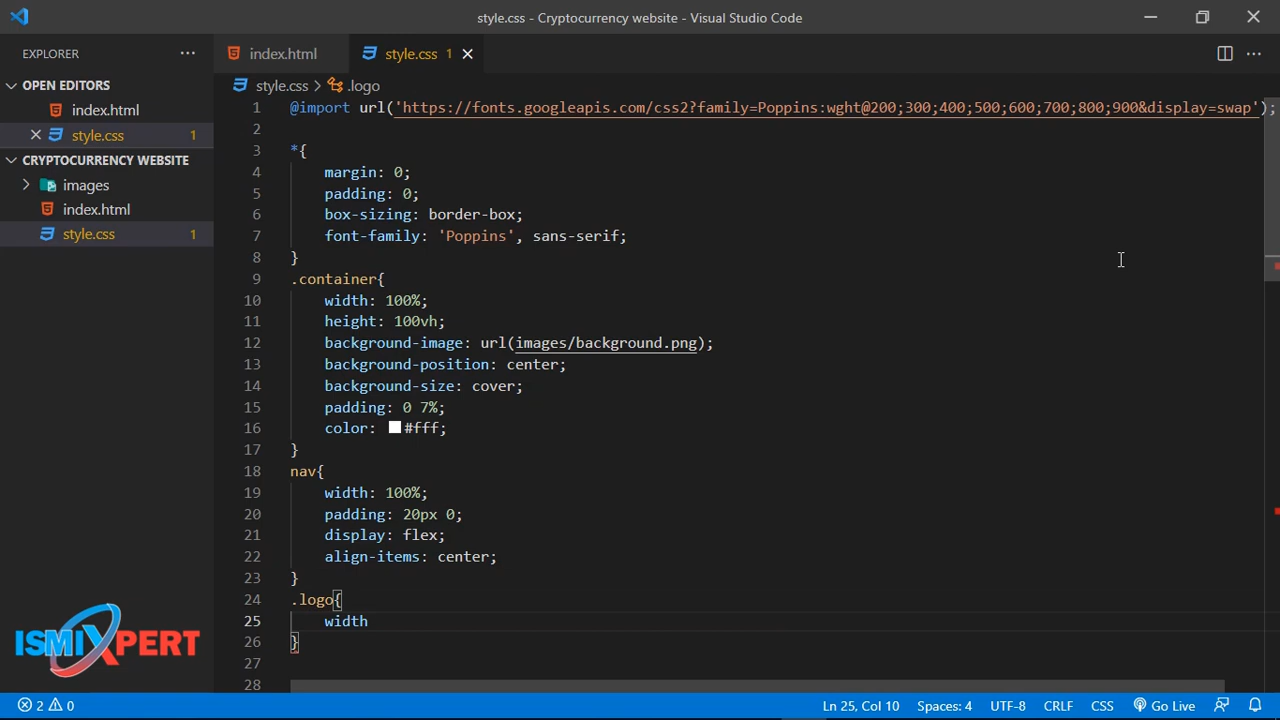 style.css - Cryptocurrency website - Visual Studio Code
EXPLORER ···
index.html
style.css 1
OPEN EDITORS
index.html
style.css 1
CRYPTOCURRENCY WEBSITE
images
index.html
style.css 1
style.css > .logo
1 @import url('https://fonts.googleapis.com/css2?family=Poppins:wght@200;300;400;500;600;700;800;900&display=swap');
2
3 *{
4 margin: 0;
5 padding: 0;
6 box-sizing: border-box;
7 font-family: 'Poppins', sans-serif;
8 }
9 .container{
10 width: 100%;
11 height: 100vh;
12 background-image: url(images/background.png);
13 background-position: center;
14 background-size: cover;
15 padding: 0 7%;
16 color: #fff;
17 }
18 nav{
19 width: 100%;
20 padding: 20px 0;
21 display: flex;
22 align-items: center;
23 }
24 .logo{
25 width
26 }
27
28
ISMIXPERT
2 0
Ln 25, Col 10
Spaces: 4
UTF-8
CRLF
CSS
Go Live